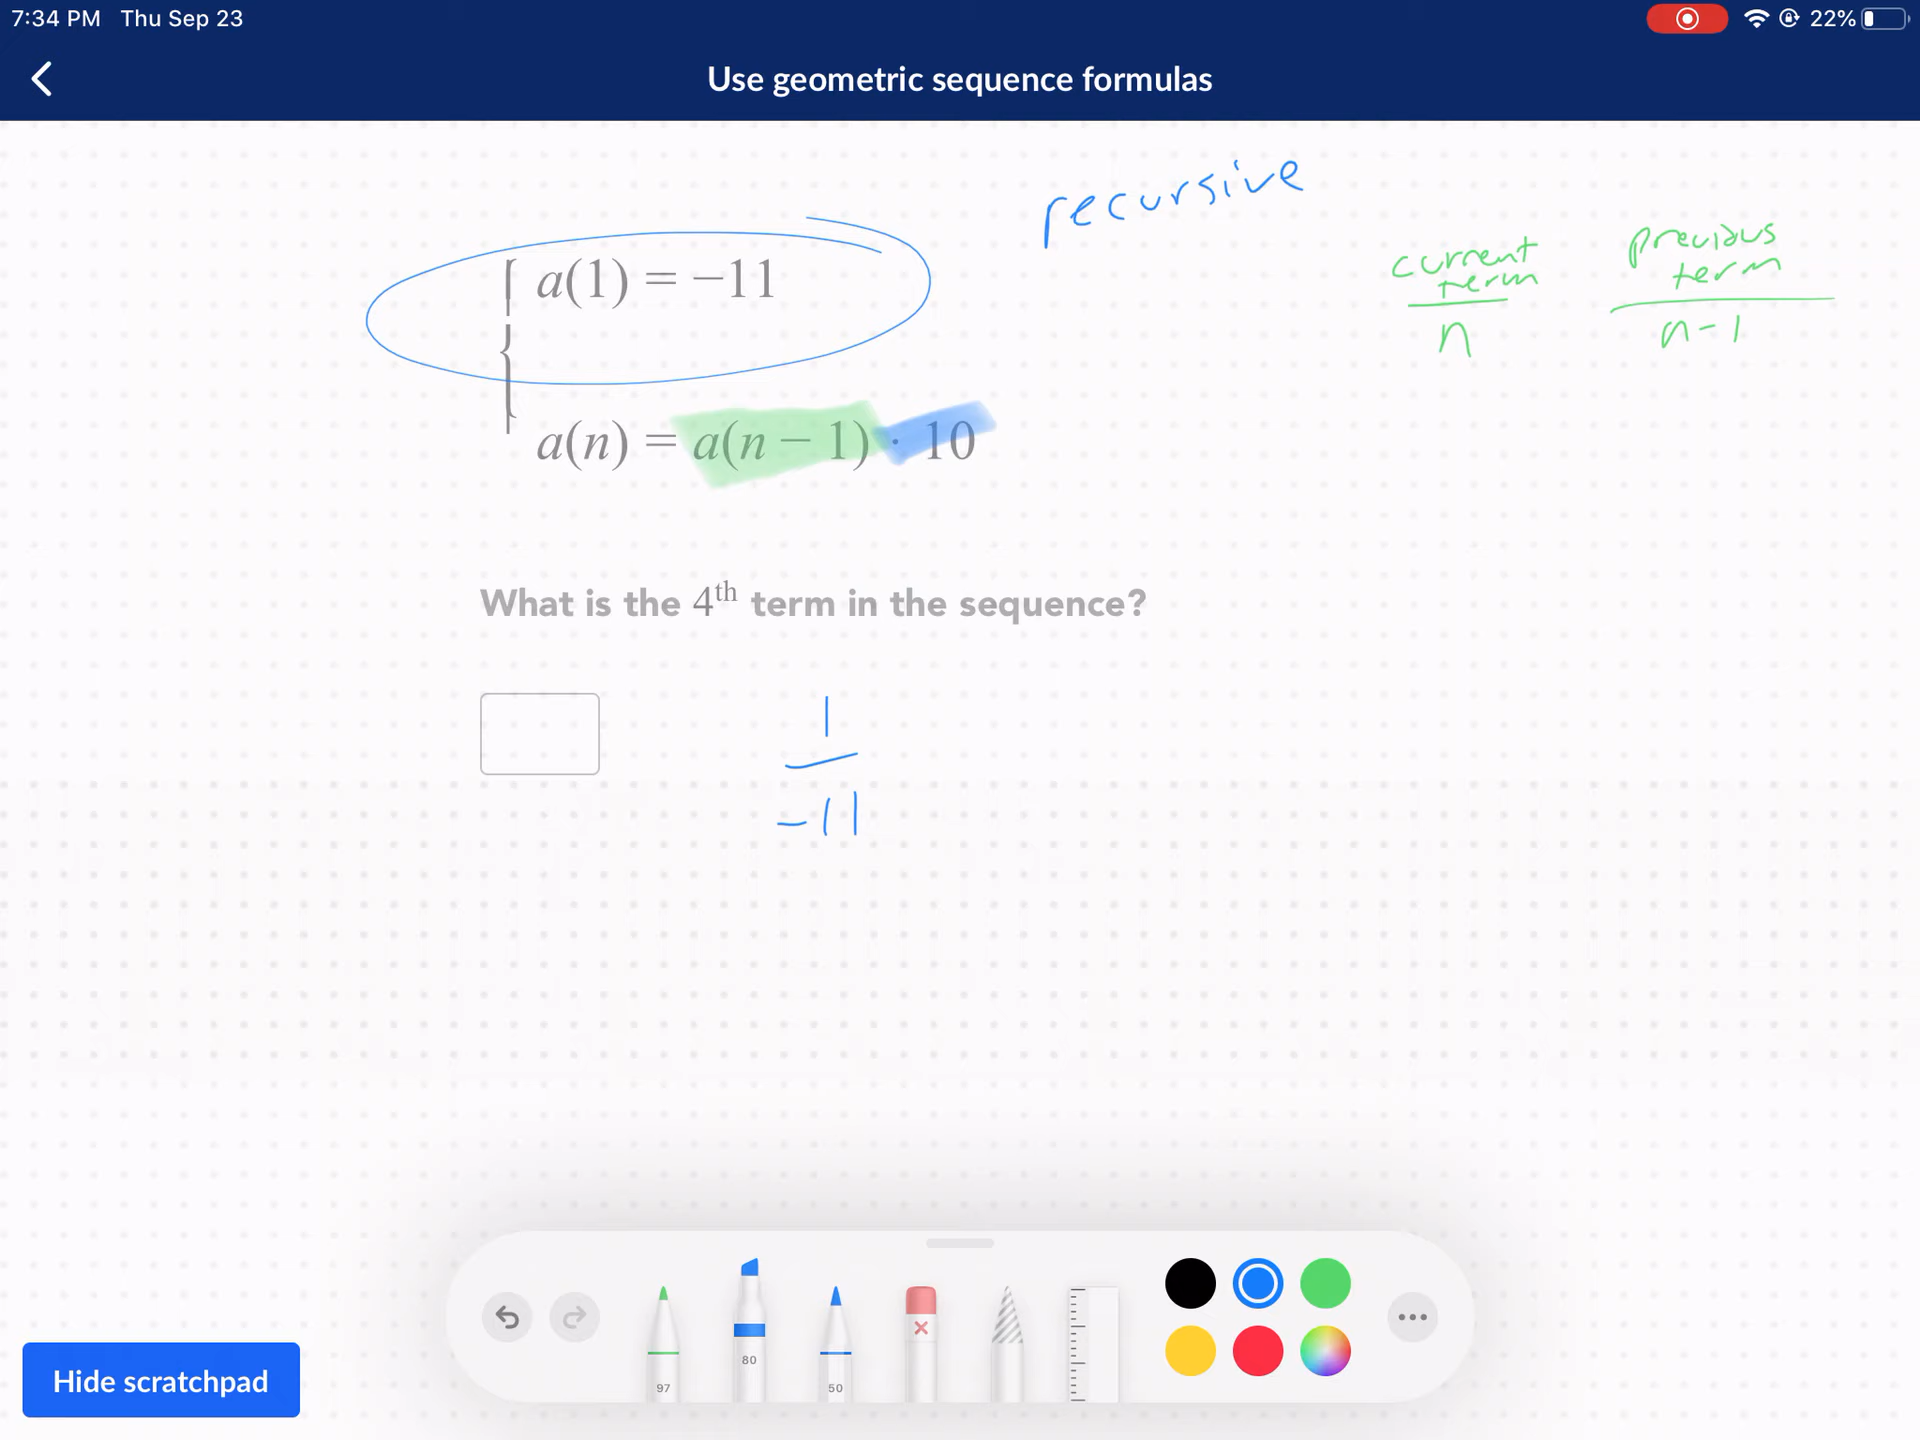 7:34 PM Thu Sep 23
22%
Use geometric sequence formulas
recursive
current
term
n
previous
term
n-1
a(1) = −11
a(n) = a(n − 1) · 10
What is the 4th term in the sequence?
1
-11
97
80
50
Hide scratchpad